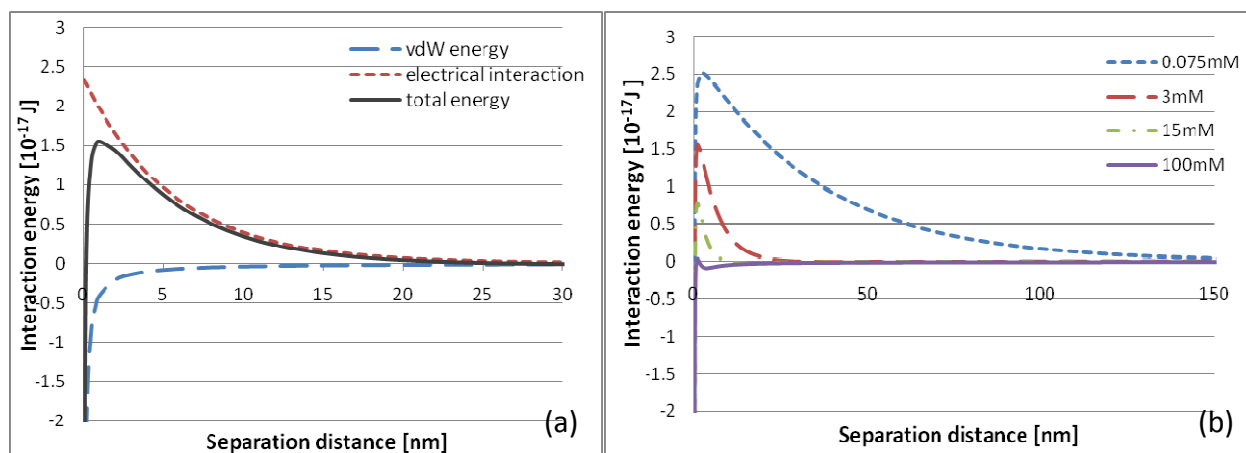 3
2.5
2
1.5
1
0.5
0
-0.5
-1
-1.5
-2
0 5 10 15 20 25 30
Interaction energy [10⁻¹⁷ J]
Separation distance [nm]
vdW energy
electrical interaction
total energy
(a)
3
2.5
2
1.5
1
0.5
0
-0.5
-1
-1.5
-2
0 50 100 150
Interaction energy [10⁻¹⁷J]
Separation distance [nm]
0.075mM
3mM
15mM
100mM
(b)